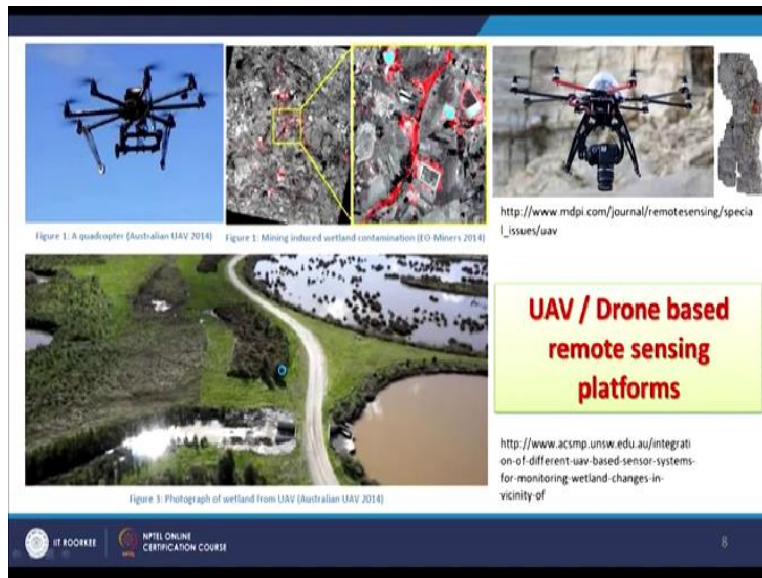 Figure 1: A quadcopter (Australian UAV 2014)
Figure 1: Mining induced wetland contamination (EO-Miners 2014)
http://www.mdpi.com/journal/remotesensing/specia
l_issues/uav
UAV / Drone based
remote sensing
platforms
Figure 3: Photograph of wetland from UAV (Australian UAV 2014)
http://www.acsmp.unsw.edu.au/integrati
on-of-different-uav-based-sensor-systems-
for-monitoring-wetland-changes-in-
vicinity-of
IIT ROORKEE
NPTEL ONLINE
CERTIFICATION COURSE
8